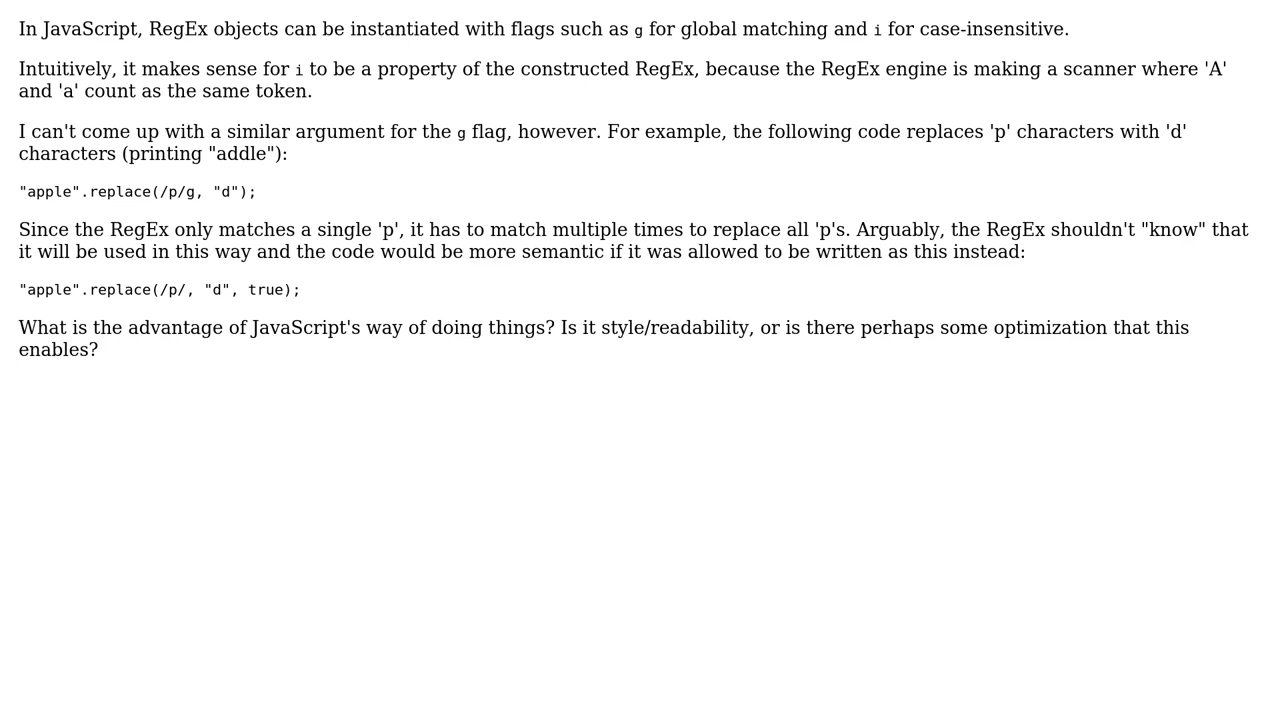 In JavaScript, RegEx objects can be instantiated with flags such as g for global matching and i for case-insensitive.
Intuitively, it makes sense for i to be a property of the constructed RegEx, because the RegEx engine is making a scanner where 'A'
and 'a' count as the same token.
I can't come up with a similar argument for the g flag, however. For example, the following code replaces 'p' characters with 'd'
characters (printing "addle"):
"apple".replace(/p/g, "d");
Since the RegEx only matches a single 'p', it has to match multiple times to replace all 'p's. Arguably, the RegEx shouldn't "know" that
it will be used in this way and the code would be more semantic if it was allowed to be written as this instead:
"apple".replace(/p/, "d", true);
What is the advantage of JavaScript's way of doing things? Is it style/readability, or is there perhaps some optimization that this
enables?